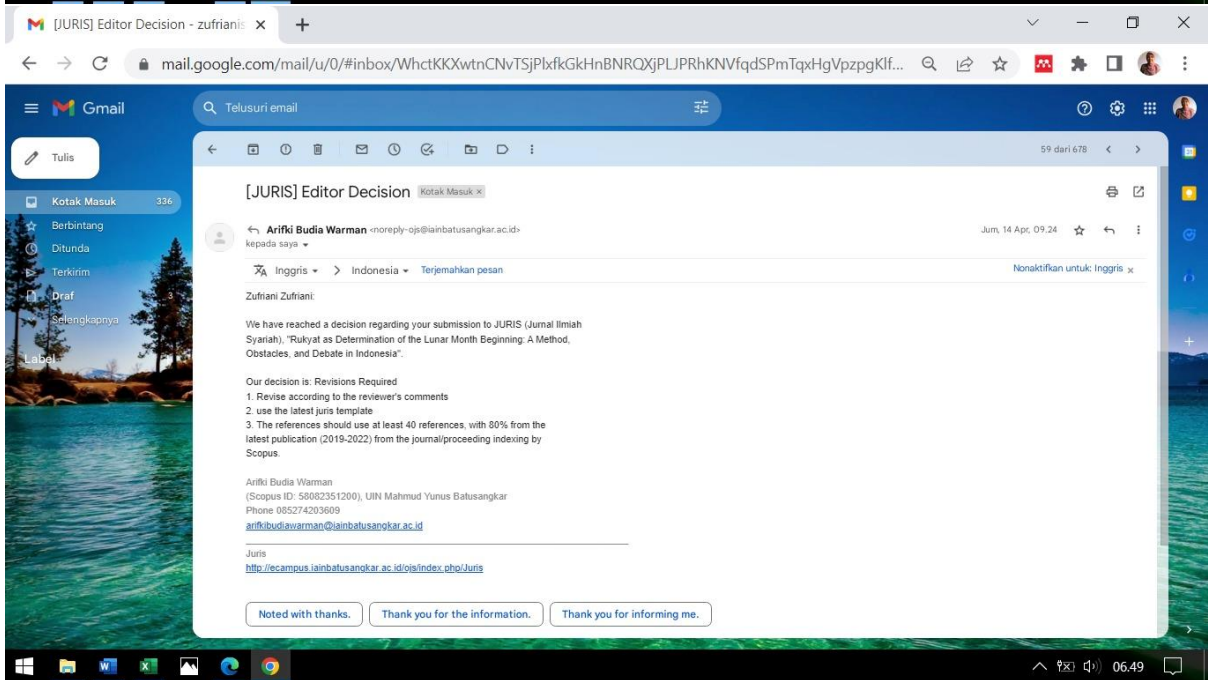 [JURIS] Editor Decision - zufrianis
mail.google.com/mail/u/0/#inbox/WhctKKXwtnCNvTSjPlxfkGkHnBNRQXjPLJPRhKNVfqdSPmTqxHgVpzpgKlf...
Gmail
Telusuri email
Tulis
59 dari 678
[JURIS] Editor Decision Kotak Masuk ×
Kotak Masuk 336
Berbintang
Ditunda
Terkirim
Draf 3
Selengkapnya
Label
Arifki Budia Warman <noreply-ojs@iainbatusangkar.ac.id>
Jum, 14 Apr, 09.24
kepada saya
Inggris > Indonesia Terjemahkan pesan
Nonaktifkan untuk: Inggris ×
Zufriani Zufriani:
We have reached a decision regarding your submission to JURIS (Jurnal Ilmiah
Syariah), "Rukyat as Determination of the Lunar Month Beginning: A Method,
Obstacles, and Debate in Indonesia".
Our decision is: Revisions Required
1. Revise according to the reviewer's comments
2. use the latest juris template
3. The references should use at least 40 references, with 80% from the
latest publication (2019-2022) from the journal/proceeding indexing by
Scopus.
Arifki Budia Warman
(Scopus ID: 58082351200), UIN Mahmud Yunus Batusangkar
Phone 085274203609
arifkibudiawarman@iainbatusangkar.ac.id
Juris
http://ecampus.iainbatusangkar.ac.id/ojs/index.php/Juris
Noted with thanks.
Thank you for the information.
Thank you for informing me.
06.49